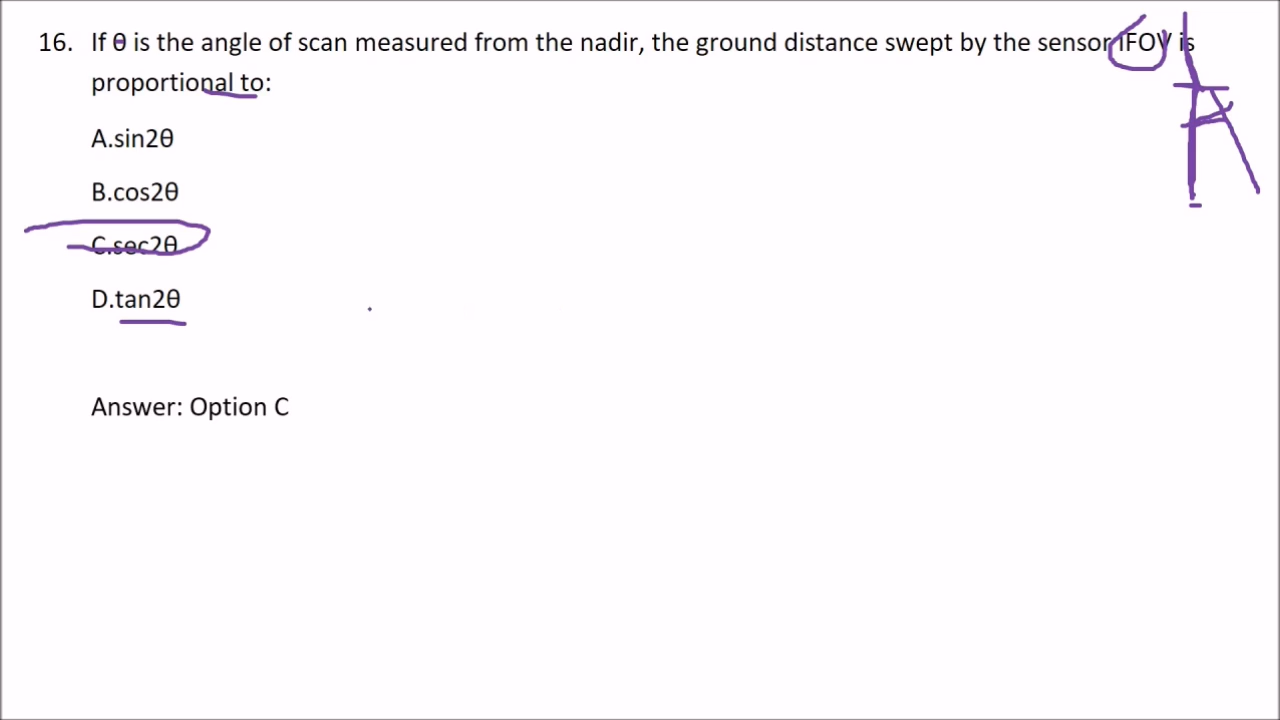 16. If θ is the angle of scan measured from the nadir, the ground distance swept by the sensor IFOV is
proportional to:
A.sin2θ
B.cos2θ
C.sec2θ
D.tan2θ
Answer: Option C